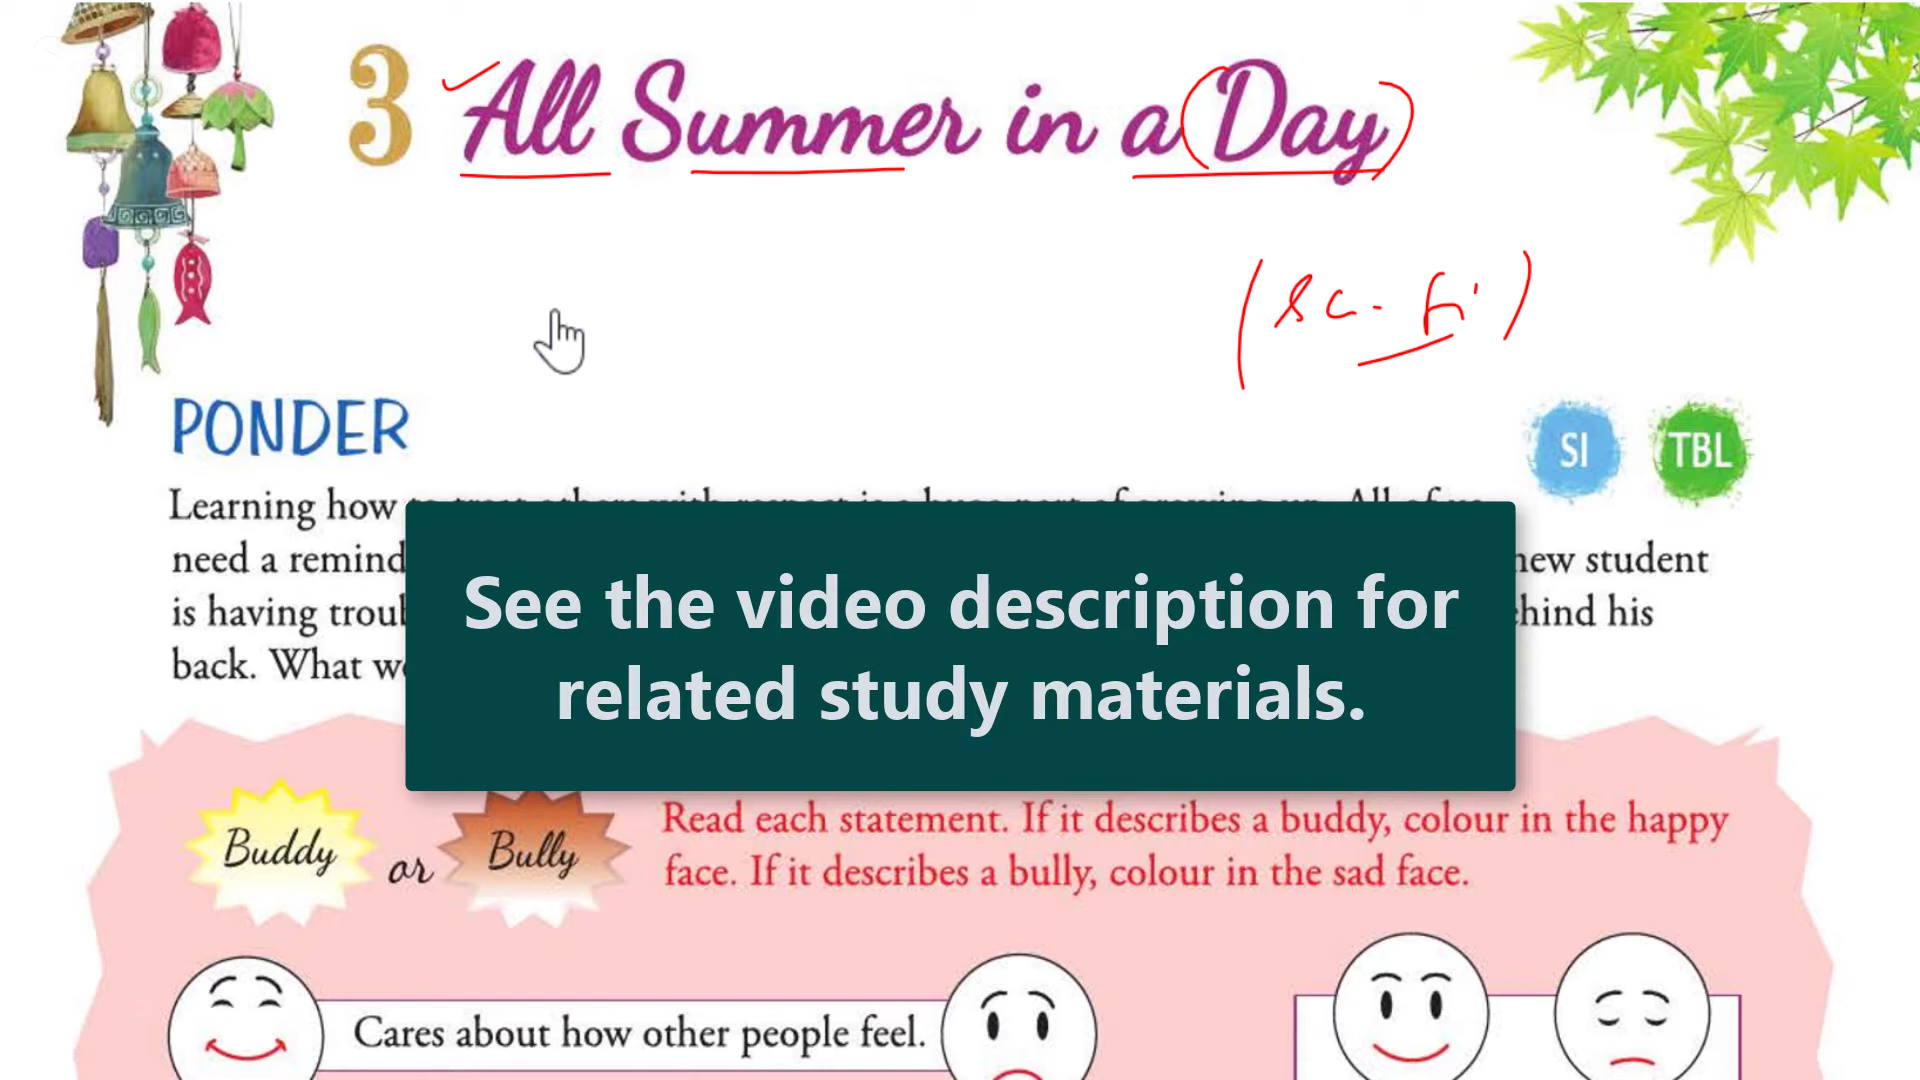 3 All Summer in a Day
(sc-fi)
PONDER
SI TBL
Learning how
need a remind new student
is having troub hind his
back. What w
See the video description for
related study materials.
Buddy or Bully
Read each statement. If it describes a buddy, colour in the happy
face. If it describes a bully, colour in the sad face.
Cares about how other people feel.